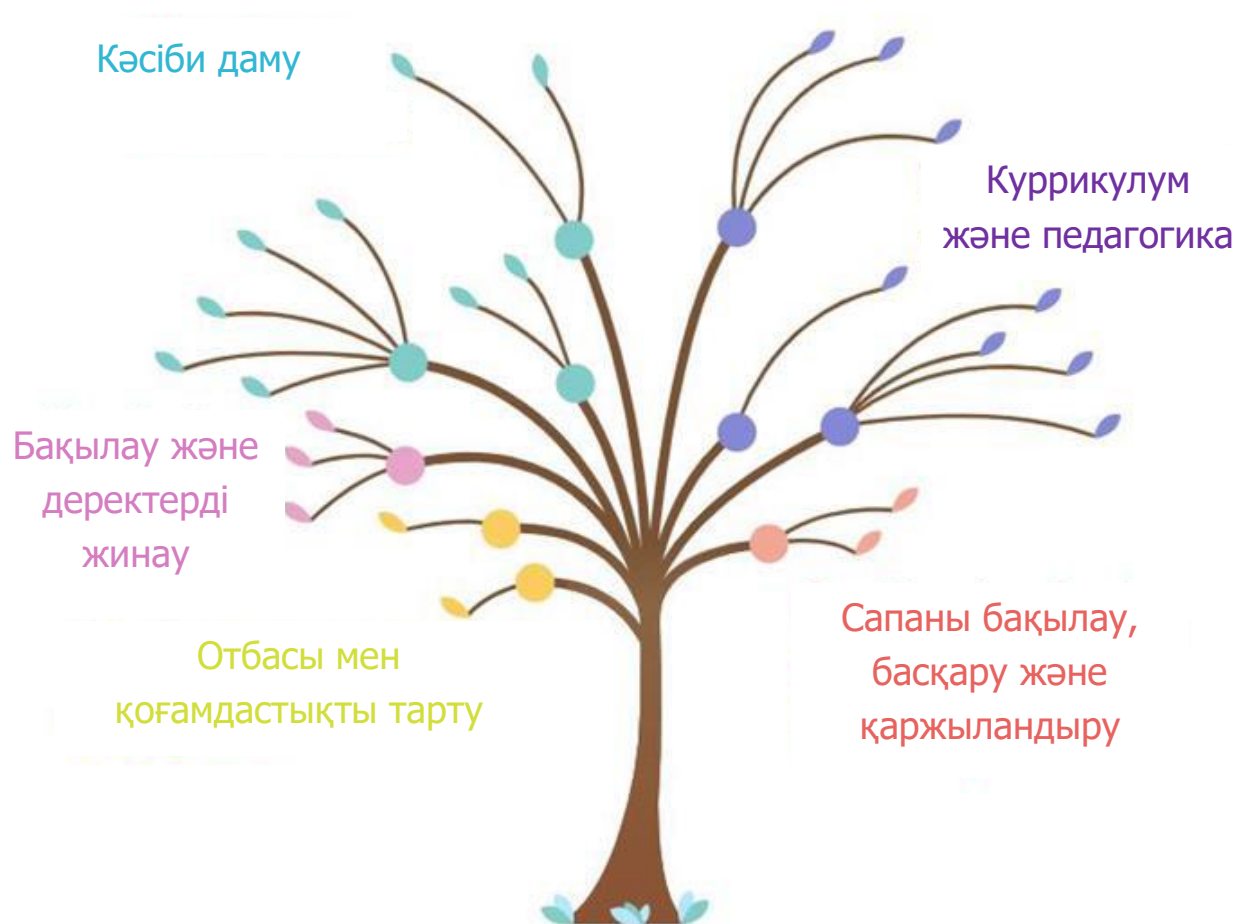 Кәсіби даму
Куррикулум
және педагогика
Бақылау және
деректерді
жинау
Отбасы мен
қоғамдастықты тарту
Сапаны бақылау,
басқару және
қаржыландыру